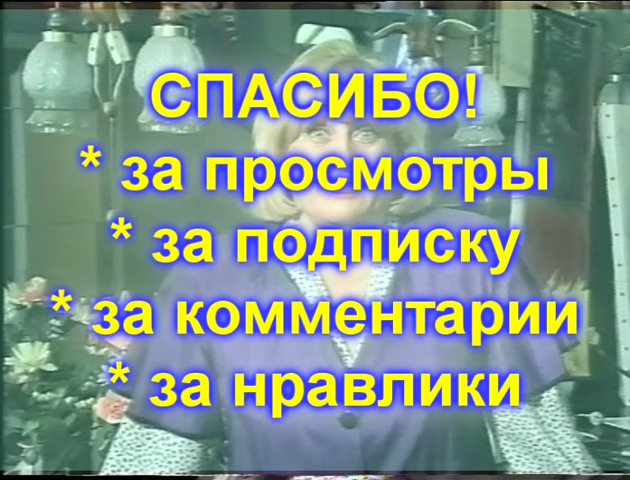 СПАСИБО!
* за просмотры
* за подписку
* за комментарии
* за нравлики